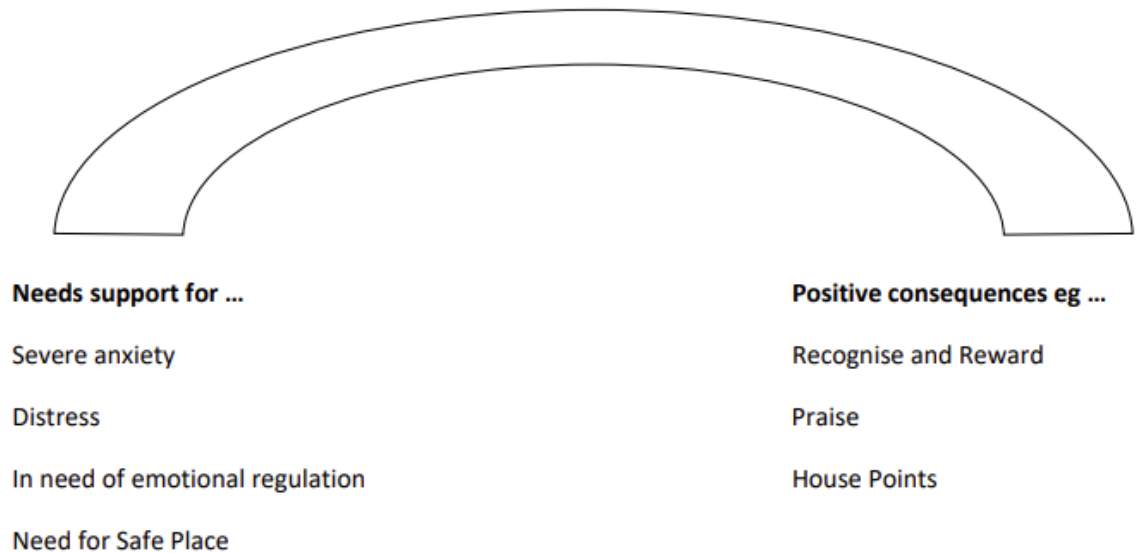 Needs support for ...
Severe anxiety
Distress
In need of emotional regulation
Need for Safe Place
Positive consequences eg ...
Recognise and Reward
Praise
House Points